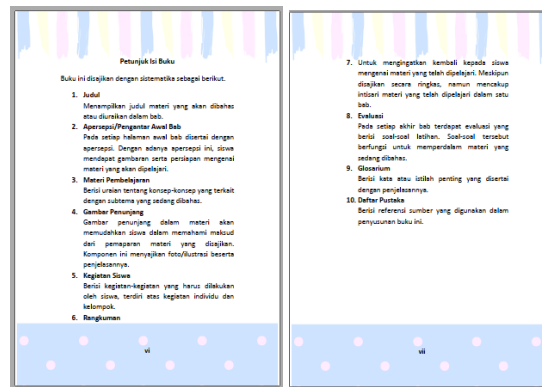 Petunjuk Isi Buku
Buku ini disajikan dengan sistematika sebagai berikut.
1. Judul
Menampilkan judul materi yang akan dibahas
atau diuraikan dalam bab.
2. Apersepsi/Pengantar Awal Bab
Pada setiap halaman awal bab disertai dengan
apersepsi. Dengan adanya apersepsi ini, siswa
mendapat gambaran serta persiapan mengenai
materi yang akan dipelajari.
3. Materi Pembelajaran
Berisi uraian tentang konsep-konsep yang terkait
dengan subtema yang sedang dibahas.
4. Gambar Penunjang
Gambar penunjang dalam materi akan
memudahkan siswa dalam memahami maksud
dari pemaparan materi yang disajikan.
Komponen ini menyajikan foto/ilustrasi beserta
penjelasannya.
5. Kegiatan Siswa
Berisi kegiatan-kegiatan yang harus dilakukan
oleh siswa, terdiri atas kegiatan individu dan
kelompok.
6. Rangkuman
vi
7. Untuk mengingatkan kembali kepada siswa
mengenai materi yang telah dipelajari. Meskipun
disajikan secara ringkas, namun mencakup
intisari materi yang telah dipelajari dalam satu
bab.
8. Evaluasi
Pada setiap akhir bab terdapat evaluasi yang
berisi soal-soal latihan. Soal-soal tersebut
berfungsi untuk memperdalam materi yang
sedang dibahas.
9. Glosarium
Berisi kata atau istilah penting yang disertai
dengan penjelasannya.
10. Daftar Pustaka
Berisi referensi sumber yang digunakan dalam
penyusunan buku ini.
vii